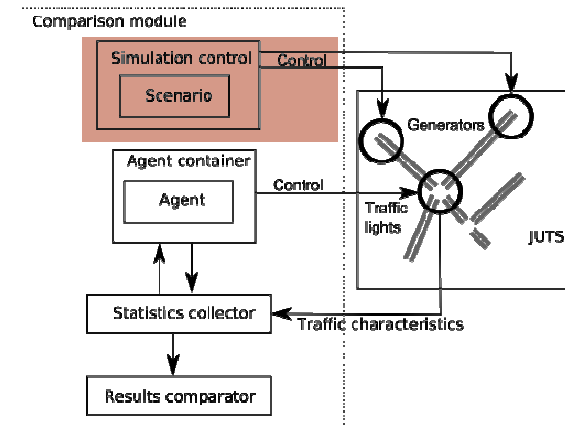 Comparison module
Simulation control
Control
Scenario
Generators
Agent container
Agent
Control
Traffic
lights
JUTS
Statistics collector
Traffic characteristics
Results comparator